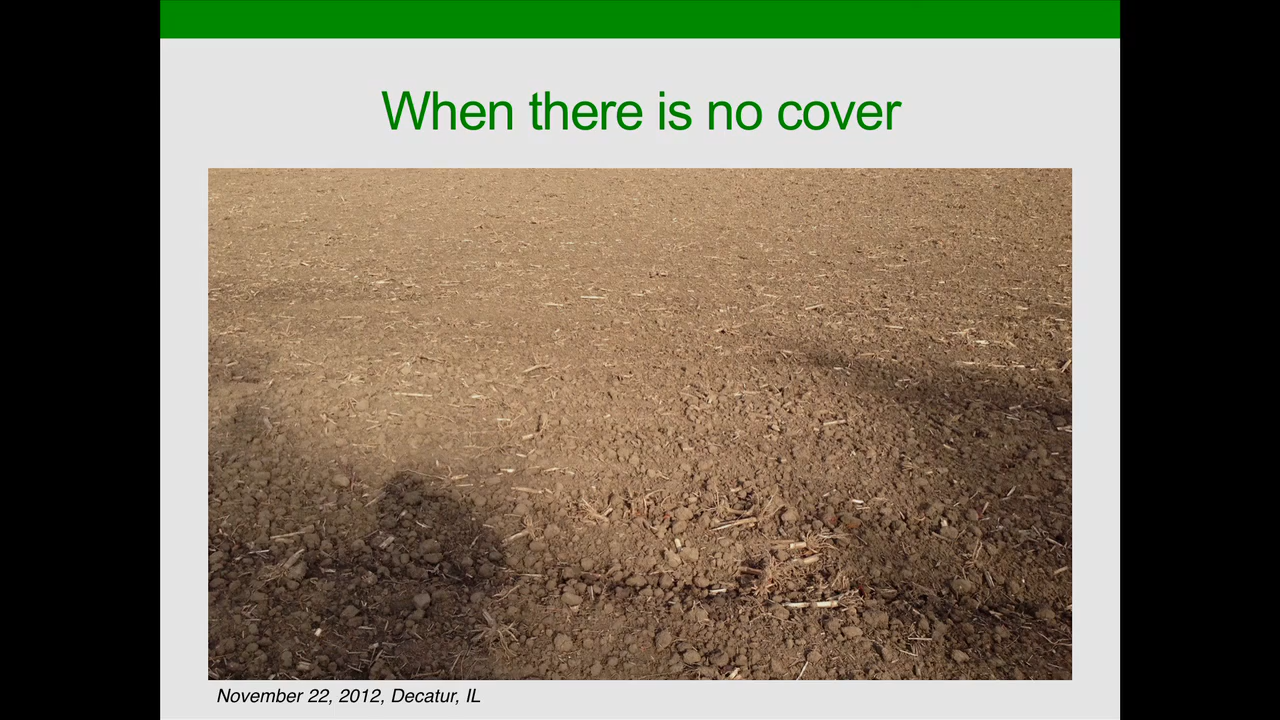 When there is no cover
November 22, 2012, Decatur, IL